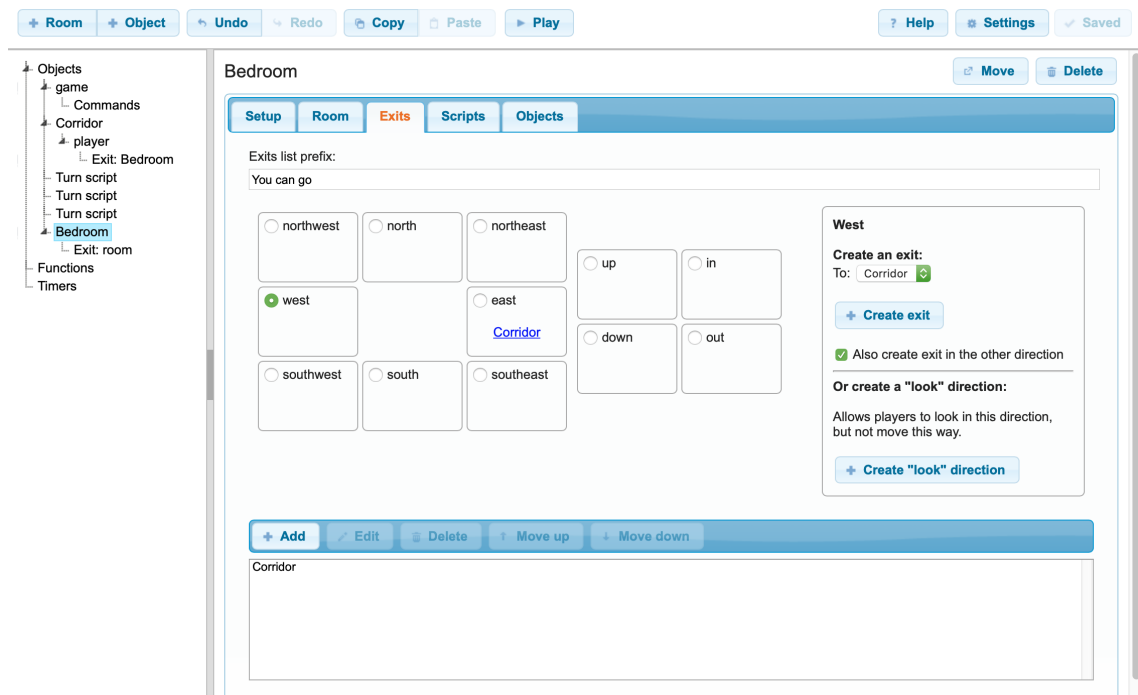 Room Object Undo Redo Copy Paste Play Help Settings Saved
Objects
game
Commands
Corridor
player
Exit: Bedroom
Turn script
Turn script
Turn script
Bedroom
Exit: room
Functions
Timers
Bedroom
Move Delete
Setup Room Exits Scripts Objects
Exits list prefix:
You can go
northwest north northeast
up in
west east
Corridor
down out
southwest south southeast
West
Create an exit:
To: Corridor
Create exit
Also create exit in the other direction
Or create a "look" direction:
Allows players to look in this direction,
but not move this way.
Create "look" direction
Add Edit Delete Move up Move down
Corridor